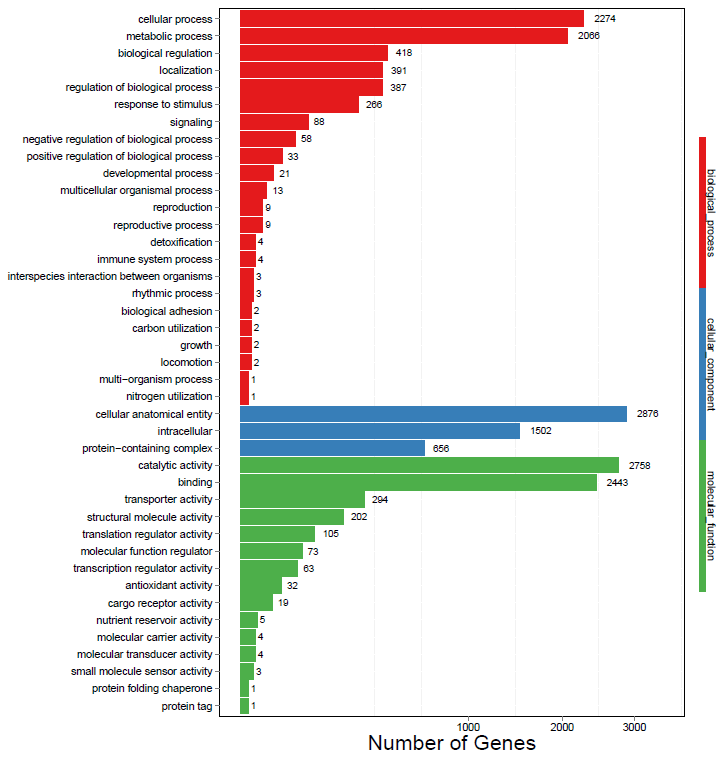 cellular process 2274
metabolic process 2066
biological regulation 418
localization 391
regulation of biological process 387
response to stimulus 266
signaling 88
negative regulation of biological process 58
positive regulation of biological process 33
developmental process 21
multicellular organismal process 13
reproduction 9
reproductive process 9
detoxification 4
immune system process 4
interspecies interaction between organisms 3
rhythmic process 3
biological adhesion 2
carbon utilization 2
growth 2
locomotion 2
multi−organism process 1
nitrogen utilization 1
cellular anatomical entity 2876
intracellular 1502
protein−containing complex 656
catalytic activity 2758
binding 2443
transporter activity 294
structural molecule activity 202
translation regulator activity 105
molecular function regulator 73
transcription regulator activity 63
antioxidant activity 32
cargo receptor activity 19
nutrient reservoir activity 5
molecular carrier activity 4
molecular transducer activity 4
small molecule sensor activity 3
protein folding chaperone 1
protein tag 1
1000 2000 3000
Number of Genes
biological_process
cellular_component
molecular_function